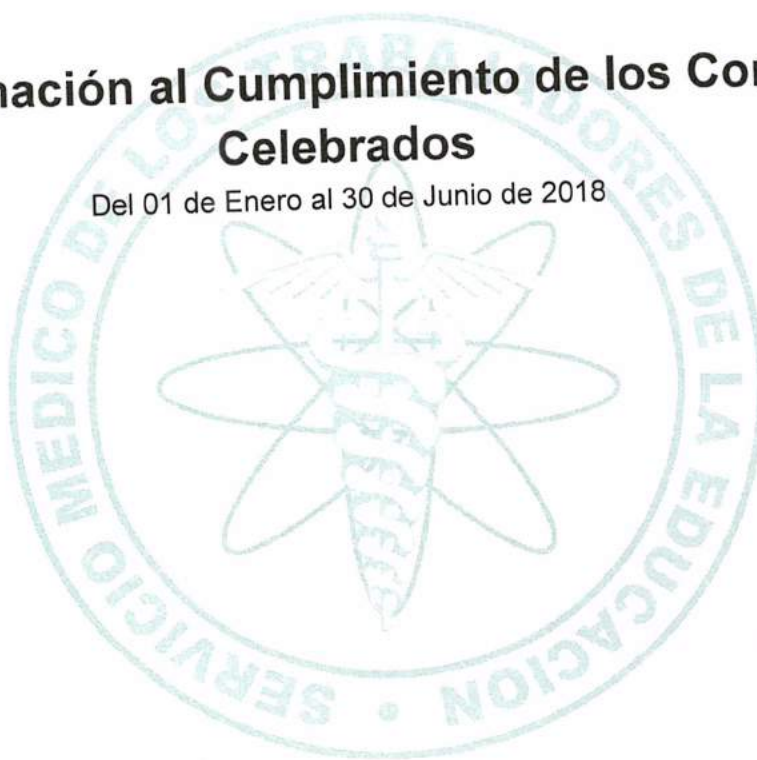 nación al Cumplimiento de los Cor
Celebrados
Del 01 de Enero al 30 de Junio de 2018
SERVICIO MEDICO DE LOS TRABAJADORES DE LA EDUCACION •